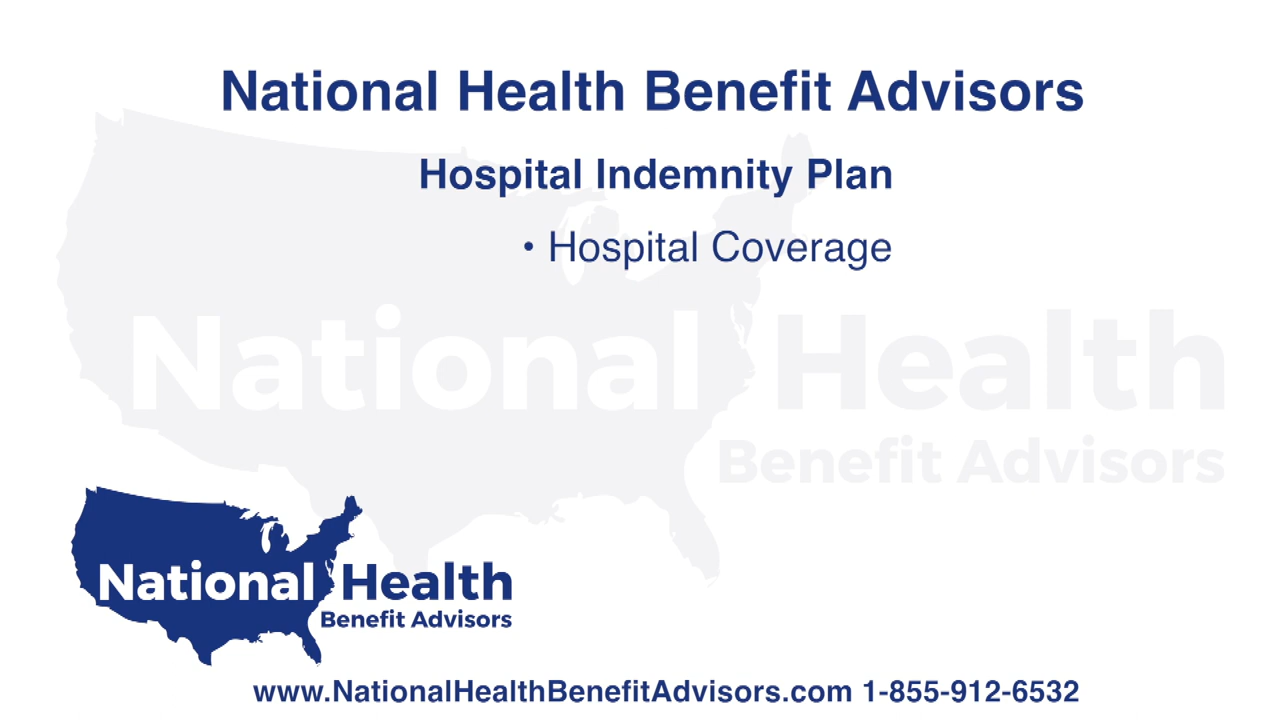 National Health Benefit Advisors
Hospital Indemnity Plan
• Hospital Coverage
National Health
Benefit Advisors
National Health
Benefit Advisors
www.NationalHealthBenefitAdvisors.com 1-855-912-6532